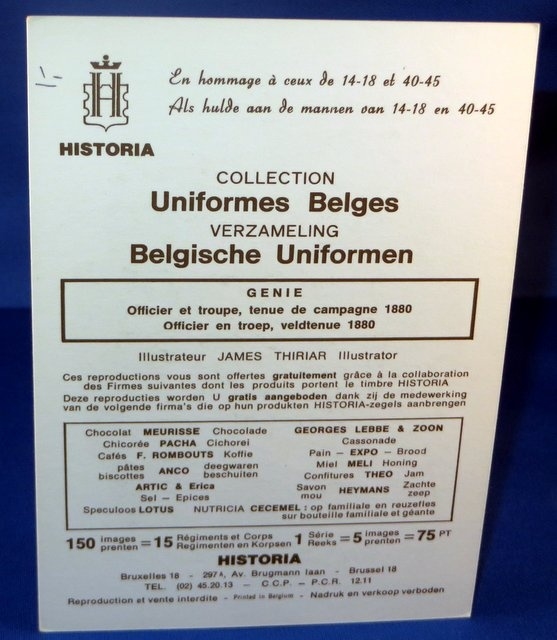 1-
H
HISTORIA
En hommage à ceux de 14-18 et 40-45
Als hulde aan de mannen van 14-18 en 40-45
COLLECTION
Uniformes Belges
VERZAMELING
Belgische Uniformen
GENIE
Officier et troupe, tenue de campagne 1880
Officier en troep, veldtenue 1880
Illustrateur JAMES THIRIAR Illustrator
Ces reproductions vous sont offertes gratuitement grâce à la collaboration
des Firmes suivantes dont les produits portent le timbre HISTORIA
Deze reproducties worden U gratis aangeboden dank zij de medewerking
van de volgende firma's die op hun produkten HISTORIA-zegels aanbrengen
Chocolat MEURISSE Chocolade
Chicorée PACHA Cichorei
Cafés F. ROMBOUTS Koffie
pâtes biscottes ANCO deegwaren beschuiten
ARTIC & Erica
Sel - Epices
Speculoos LOTUS
GEORGES LEBBE & ZOON
Cassonade
Pain - EXPO - Brood
Miel MELI Honing
Confitures THEO Jam
Savon mou HEYMANS Zachte zeep
NUTRICIA CECEMEL : op familiale en reuzefles
sur bouteille familiale et géante
150 images prenten = 15 Régiments et Corps Regimenten en Korpsen 1 Série Reeks = 5 images prenten = 75 PT
HISTORIA
Bruxelles 18 - 297A, Av. Brugmann laan - Brussel 18
TEL. (02) 45.20.13 - C.C.P. - P.C.R. 12.11
Reproduction et vente interdite - Printed in Belgium - Nadruk en verkoop verboden